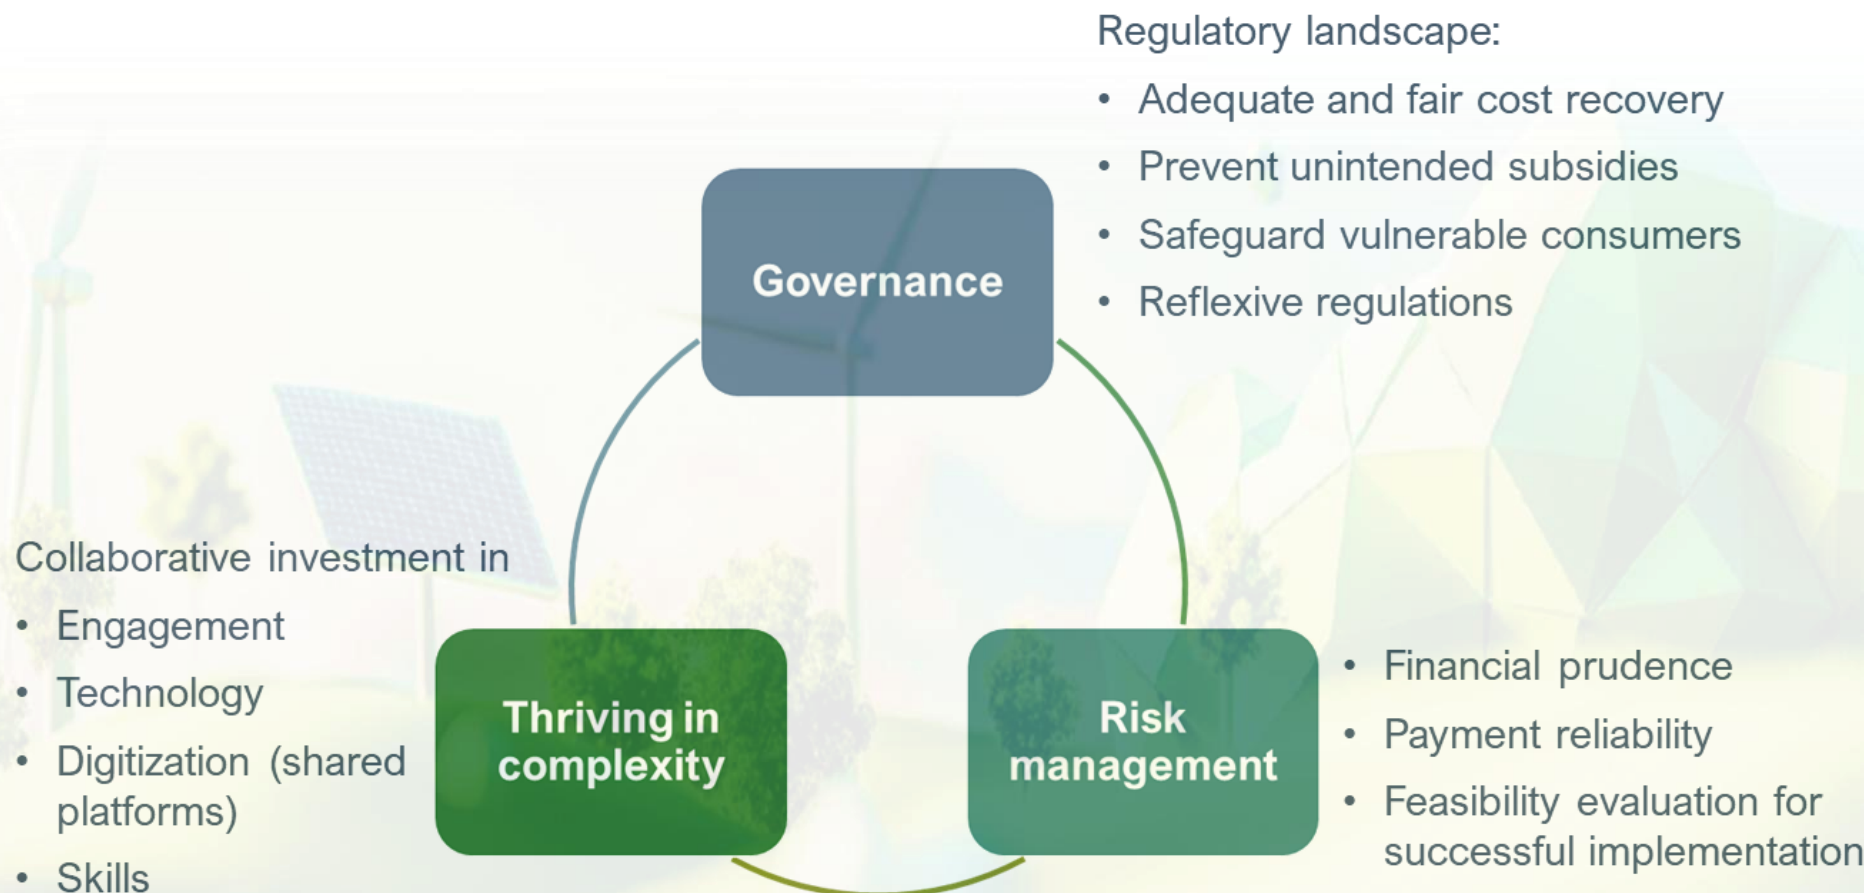 Regulatory landscape:
• Adequate and fair cost recovery
• Prevent unintended subsidies
• Safeguard vulnerable consumers
• Reflexive regulations
Governance
Collaborative investment in
• Engagement
• Technology
• Digitization (shared
platforms)
• Skills
Thriving in
complexity
Risk
management
• Financial prudence
• Payment reliability
• Feasibility evaluation for
successful implementation